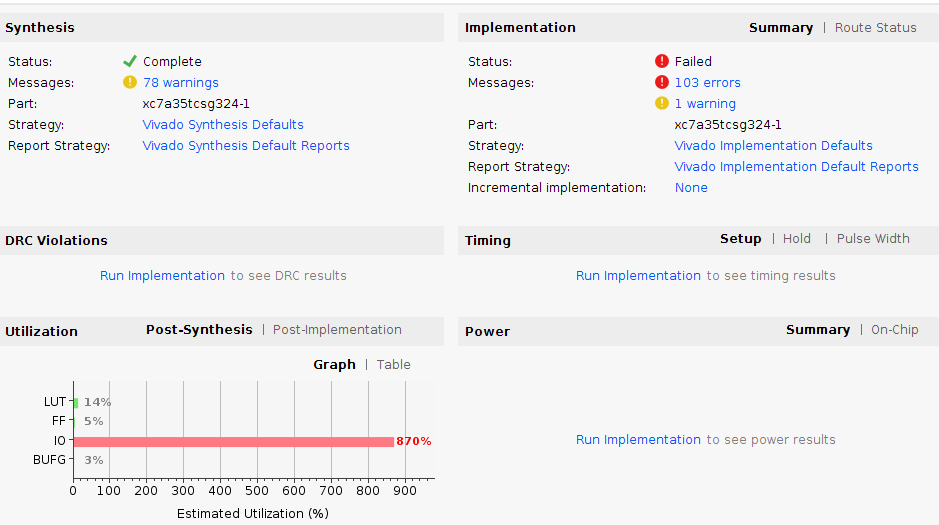 Synthesis
Status: Complete
Messages: 78 warnings
Part: xc7a35tcsg324-1
Strategy: Vivado Synthesis Defaults
Report Strategy: Vivado Synthesis Default Reports
Implementation Summary | Route Status
Status: Failed
Messages: 103 errors
1 warning
Part: xc7a35tcsg324-1
Strategy: Vivado Implementation Defaults
Report Strategy: Vivado Implementation Default Reports
Incremental implementation: None
DRC Violations
Run Implementation to see DRC results
Timing Setup | Hold | Pulse Width
Run Implementation to see timing results
Utilization Post-Synthesis | Post-Implementation
Graph | Table
LUT 14%
FF 5%
IO 870%
BUFG 3%
0 100 200 300 400 500 600 700 800 900
Estimated Utilization (%)
Power Summary | On-Chip
Run Implementation to see power results